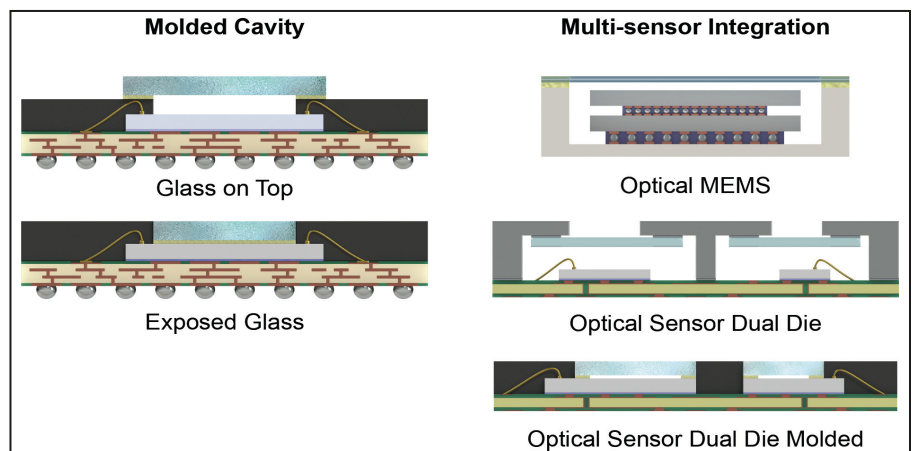 Molded Cavity
Glass on Top
Exposed Glass
Multi-sensor Integration
Optical MEMS
Optical Sensor Dual Die
Optical Sensor Dual Die Molded